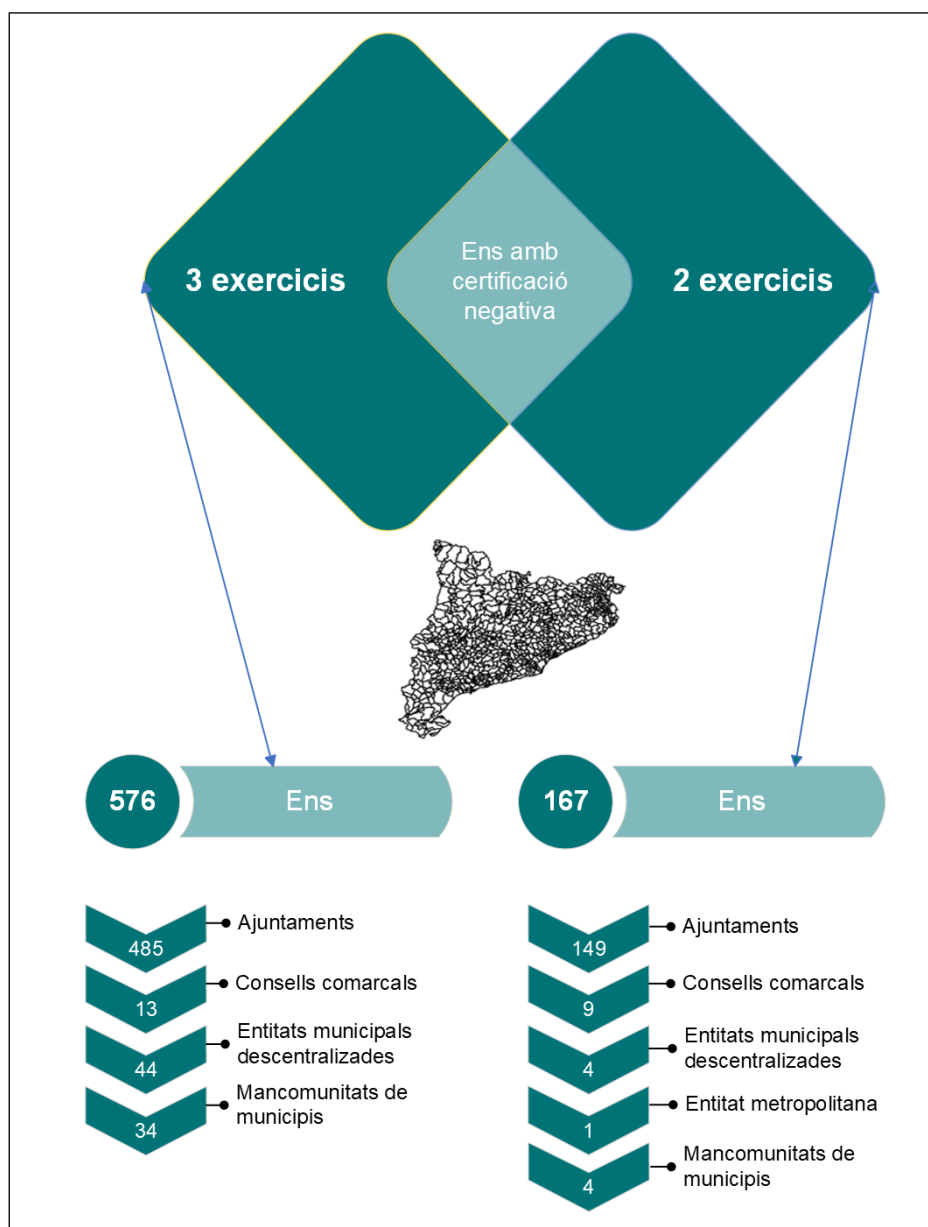 3 exercicis
Ens amb
certificació
negativa
2 exercicis
576
Ens
485
Ajuntaments
13
Consells comarcals
44
Entitats municipals
descentralizades
34
Mancomunitats de
municipis
167
Ens
149
Ajuntaments
9
Consells comarcals
4
Entitats municipals
descentralizades
1
Entitat metropolitana
4
Mancomunitats de
municipis